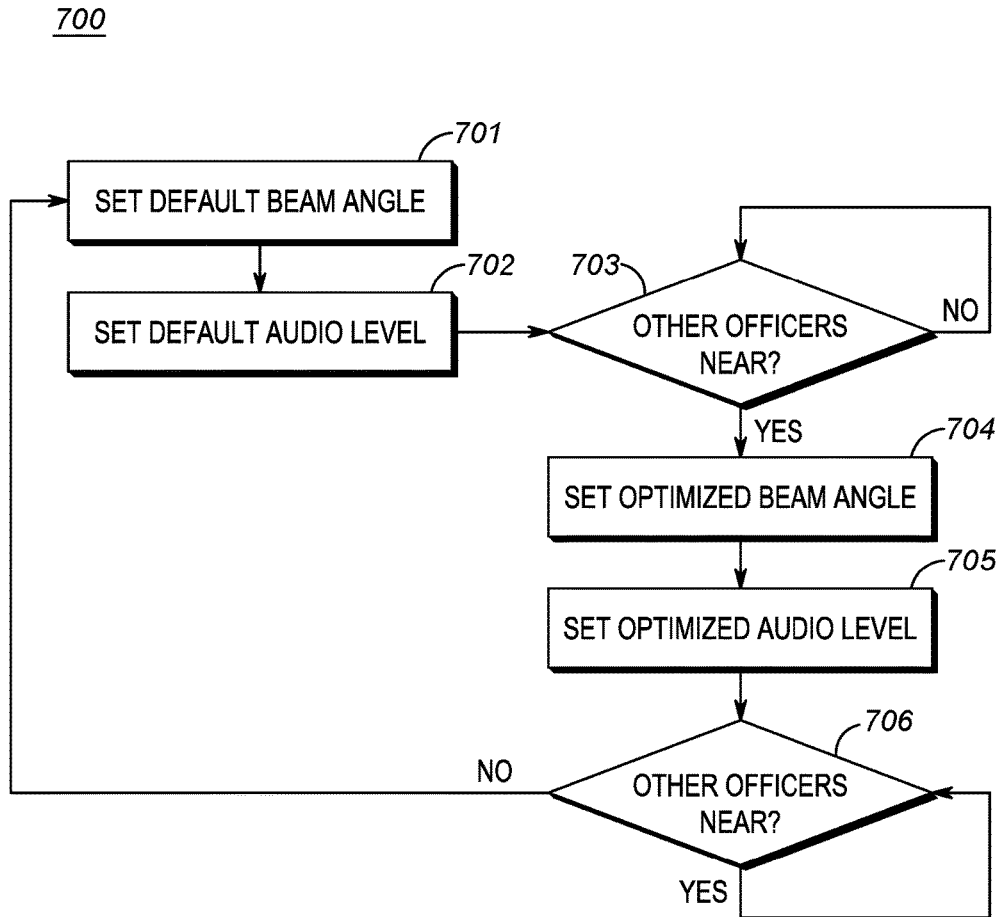 700
701
SET DEFAULT BEAM ANGLE
702
SET DEFAULT AUDIO LEVEL
703
OTHER OFFICERS
NEAR?
NO
YES
704
SET OPTIMIZED BEAM ANGLE
705
SET OPTIMIZED AUDIO LEVEL
706
OTHER OFFICERS
NEAR?
NO
YES